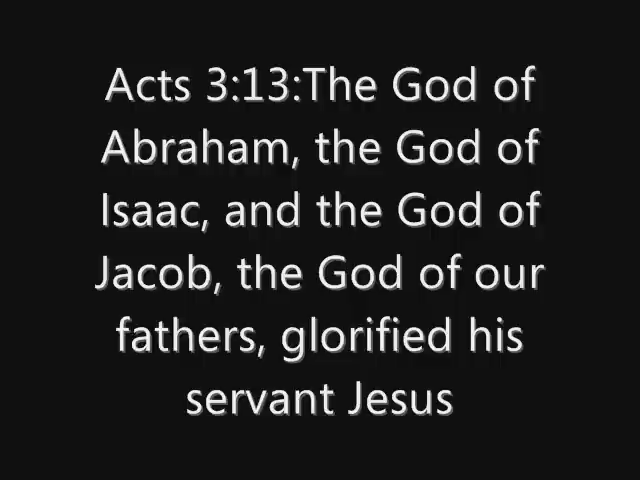 Acts 3:13:The God of
Abraham, the God of
Isaac, and the God of
Jacob, the God of our
fathers, glorified his
servant Jesus